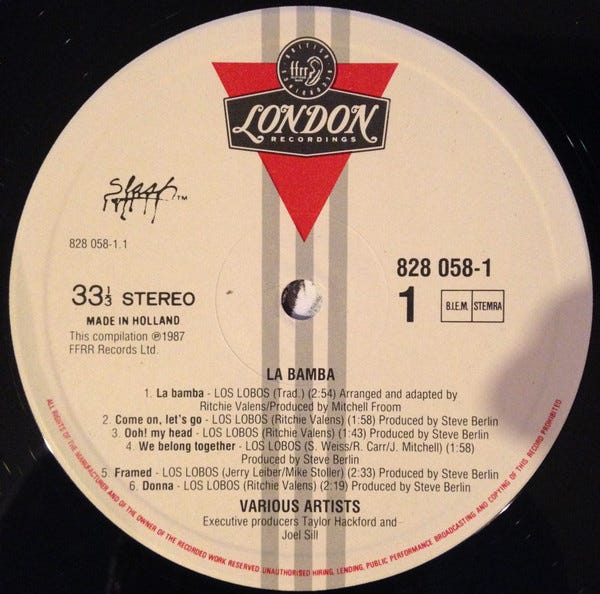 BRITISH RECORDINGS
ffrr
LONDON
RECORDINGS
Slash ™
828 058-1.1
828 058-1
33⅓ STEREO
1
B.I.E.M. STEMRA
MADE IN HOLLAND
This compilation ℗1987
FFRR Records Ltd.
LA BAMBA
1. La bamba - LOS LOBOS (Trad.) (2:54) Arranged and adapted by
Ritchie Valens/Produced by Mitchell Froom
2. Come on, let's go - LOS LOBOS (Ritchie Valens) (1:58) Produced by Steve Berlin
3. Ooh! my head - LOS LOBOS (Ritchie Valens) (1:43) Produced by Steve Berlin
4. We belong together - LOS LOBOS (S. Weiss/R. Carr/J. Mitchell) (1:58)
Produced by Steve Berlin
5. Framed - LOS LOBOS (Jerry Leiber/Mike Stoller) (2:33) Produced by Steve Berlin
6. Donna - LOS LOBOS (Ritchie Valens) (2:19) Produced by Steve Berlin
VARIOUS ARTISTS
Executive producers Taylor Hackford and
Joel Sill
ALL RIGHTS OF THE MANUFACTURER AND OF THE OWNER OF THE RECORDED WORK RESERVED. UNAUTHORISED HIRING, LENDING, PUBLIC PERFORMANCE, BROADCASTING AND COPYING OF THIS RECORD PROHIBITED